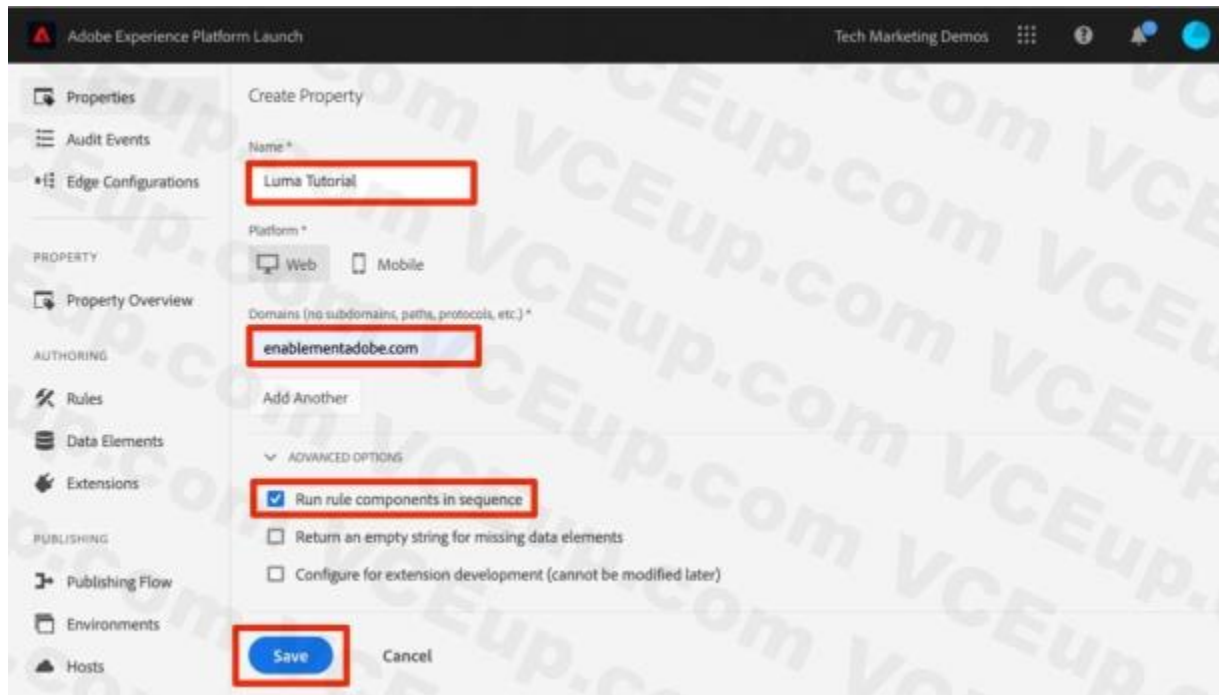 Adobe Experience Platform Launch
Tech Marketing Demos
Properties
Audit Events
Edge Configurations
PROPERTY
Property Overview
AUTHORING
Rules
Data Elements
Extensions
PUBLISHING
Publishing Flow
Environments
Hosts
Create Property
Name *
Luma Tutorial
Platform *
Web
Mobile
Domains (no subdomains, paths, protocols, etc.) *
enablementadobe.com
Add Another
ADVANCED OPTIONS
Run rule components in sequence
Return an empty string for missing data elements
Configure for extension development (cannot be modified later)
Save
Cancel
VCEup.com